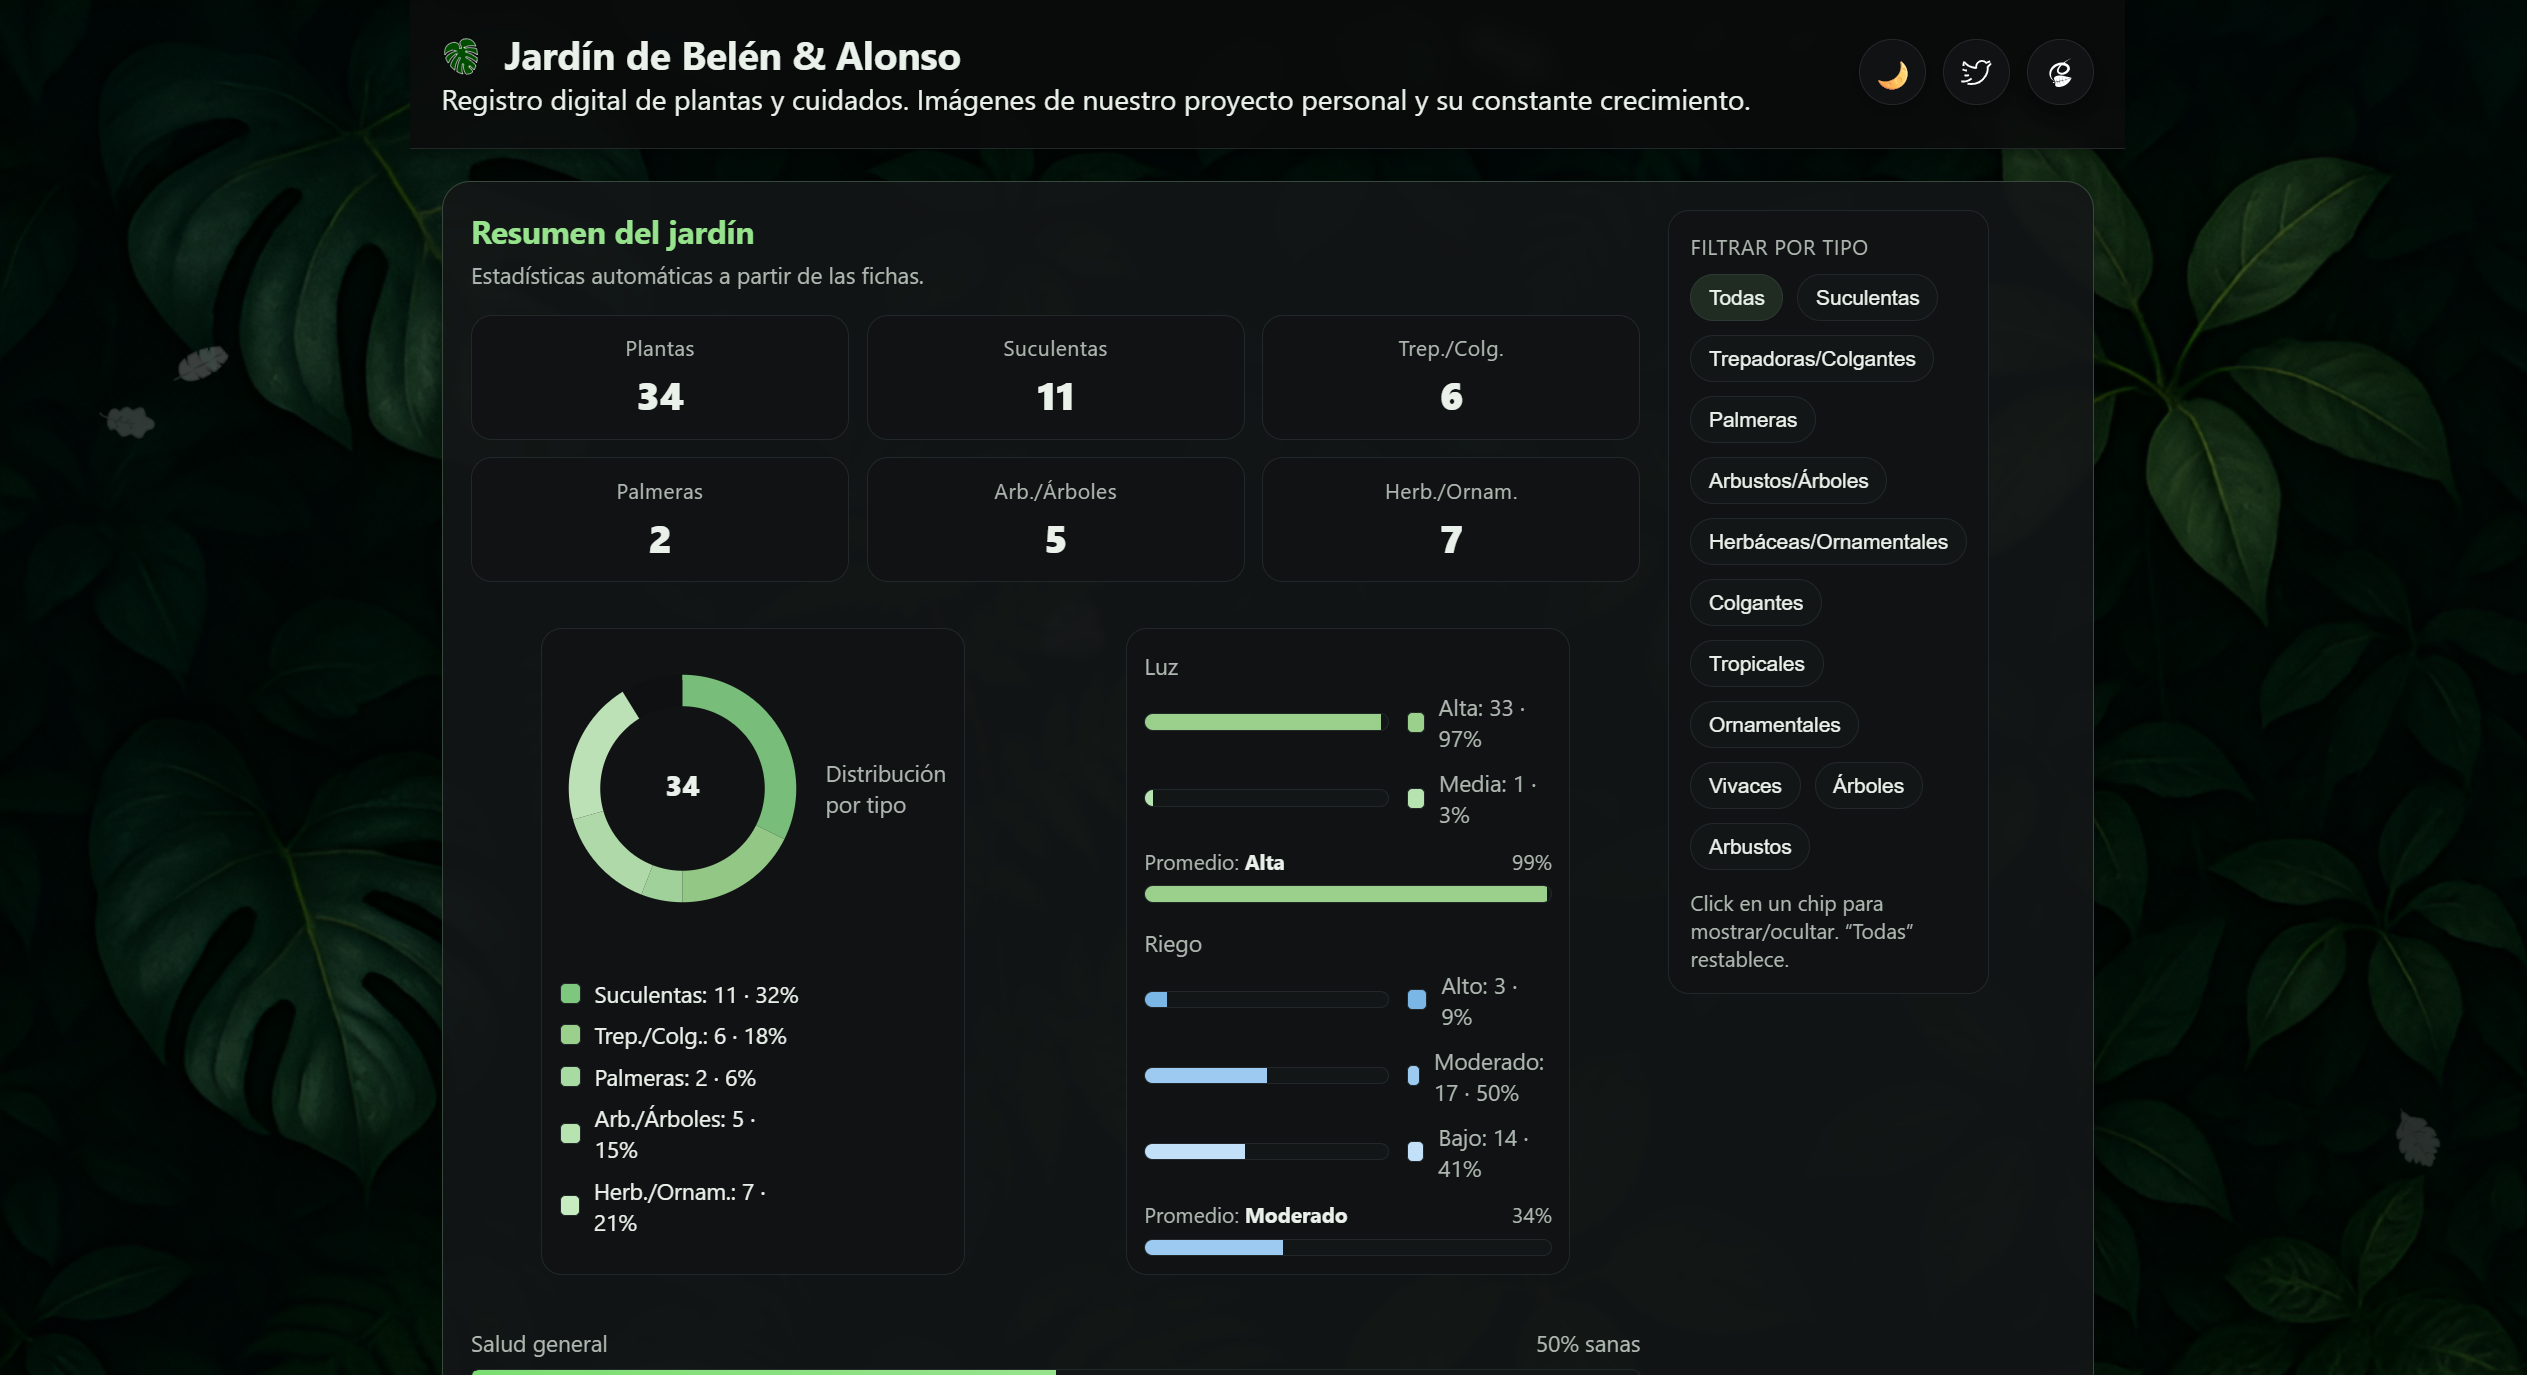 Jardín de Belén & Alonso
Registro digital de plantas y cuidados. Imágenes de nuestro proyecto personal y su constante crecimiento.
Resumen del jardín
Estadísticas automáticas a partir de las fichas.
Plantas
34
Suculentas
11
Trep./Colg.
6
Palmeras
2
Arb./Árboles
5
Herb./Ornam.
7
34
Distribución
por tipo
Suculentas: 11 · 32%
Trep./Colg.: 6 · 18%
Palmeras: 2 · 6%
Arb./Árboles: 5 ·
15%
Herb./Ornam.: 7 ·
21%
Luz
Alta: 33 ·
97%
Media: 1 ·
3%
Promedio: Alta 99%
Riego
Alto: 3 ·
9%
Moderado:
17 · 50%
Bajo: 14 ·
41%
Promedio: Moderado 34%
Salud general 50% sanas
FILTRAR POR TIPO
Todas Suculentas
Trepadoras/Colgantes
Palmeras
Arbustos/Árboles
Herbáceas/Ornamentales
Colgantes
Tropicales
Ornamentales
Vivaces Árboles
Arbustos
Click en un chip para
mostrar/ocultar. “Todas”
restablece.